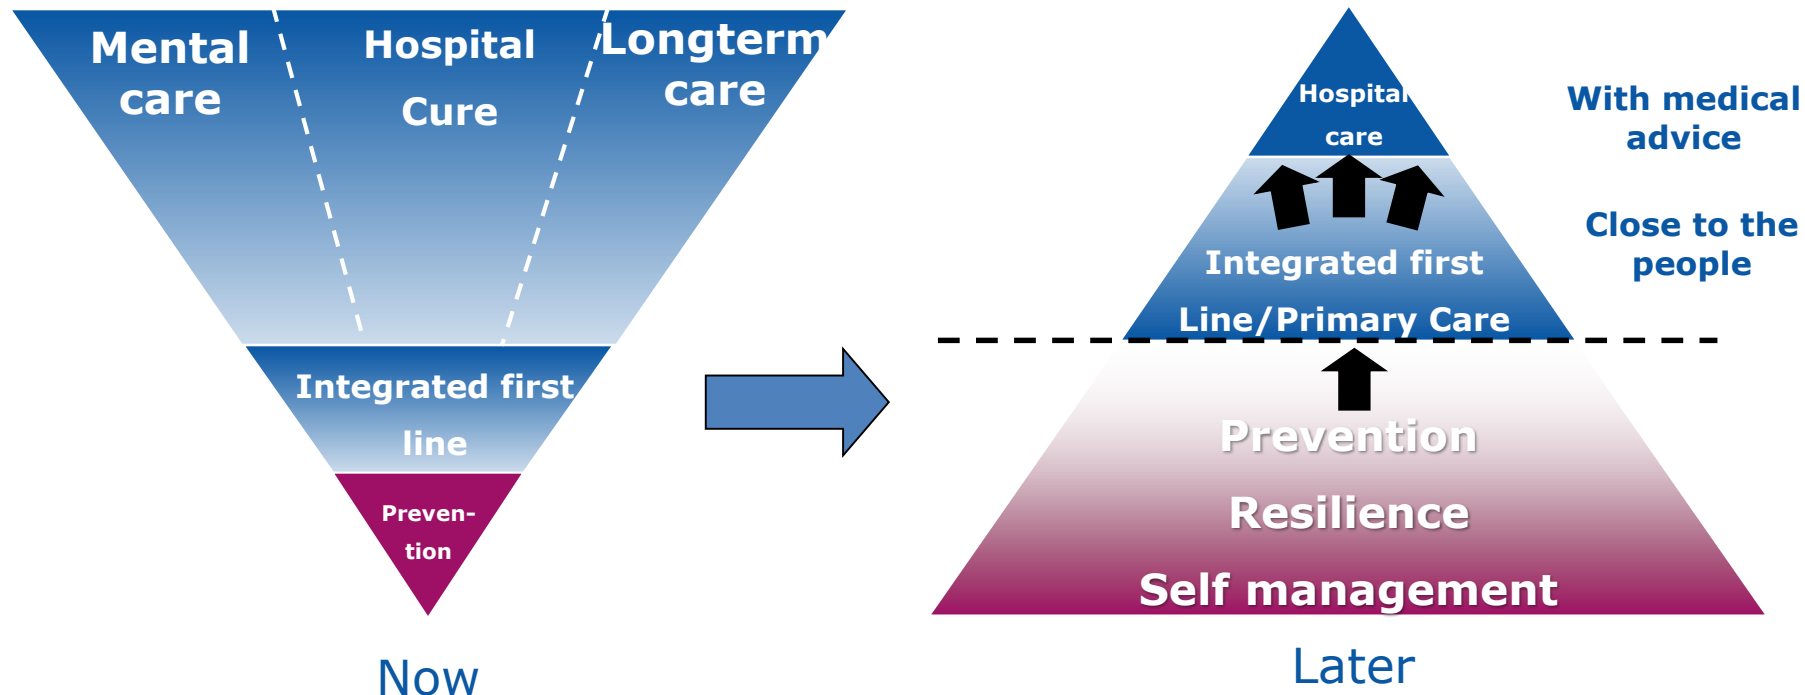 Mental
care
Hospital
Cure
Longterm
care
Integrated first
line
Preven-
tion
Now
Hospital
care
With medical
advice
Close to the
people
Integrated first
Line/Primary Care
Prevention
Resilience
Self management
Later